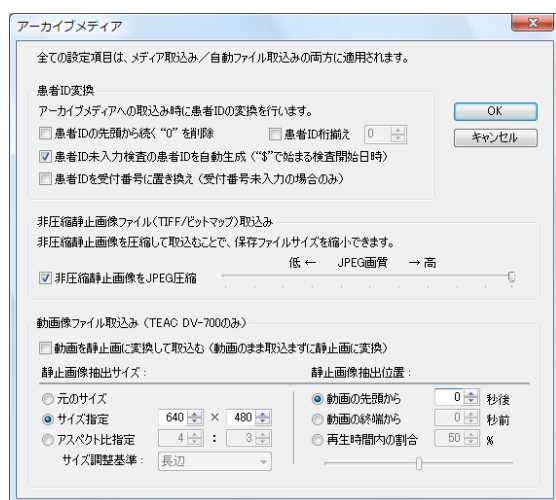 アーカイブメディア
全ての設定項目は、メディア取込み／自動ファイル取込みの両方に適用されます。
患者ID変換
アーカイブメディアへの取込み時に患者IDの変換を行います。
患者IDの先頭から続く“0”を削除 患者ID桁揃え 0
患者ID未入力検査の患者IDを自動生成（“$”で始まる検査開始日時）
患者IDを受付番号に置き換え（受付番号未入力の場合のみ）
OK
キャンセル
非圧縮静止画像ファイル(TIFF/ビットマップ)取込み
非圧縮静止画像を圧縮して取込むことで、保存ファイルサイズを縮小できます。
低 ← JPEG画質 → 高
非圧縮静止画像をJPEG圧縮
動画像ファイル取込み（TEAC DV-700のみ）
動画を静止画に変換して取込む（動画のまま取込まずに静止画に変換）
静止画像抽出サイズ： 静止画像抽出位置：
元のサイズ 動画の先頭から 0 秒後
サイズ指定 640 × 480 動画の終端から 0 秒前
アスペクト比指定 4 : 3 再生時間内の割合 50 %
サイズ調整基準： 長辺